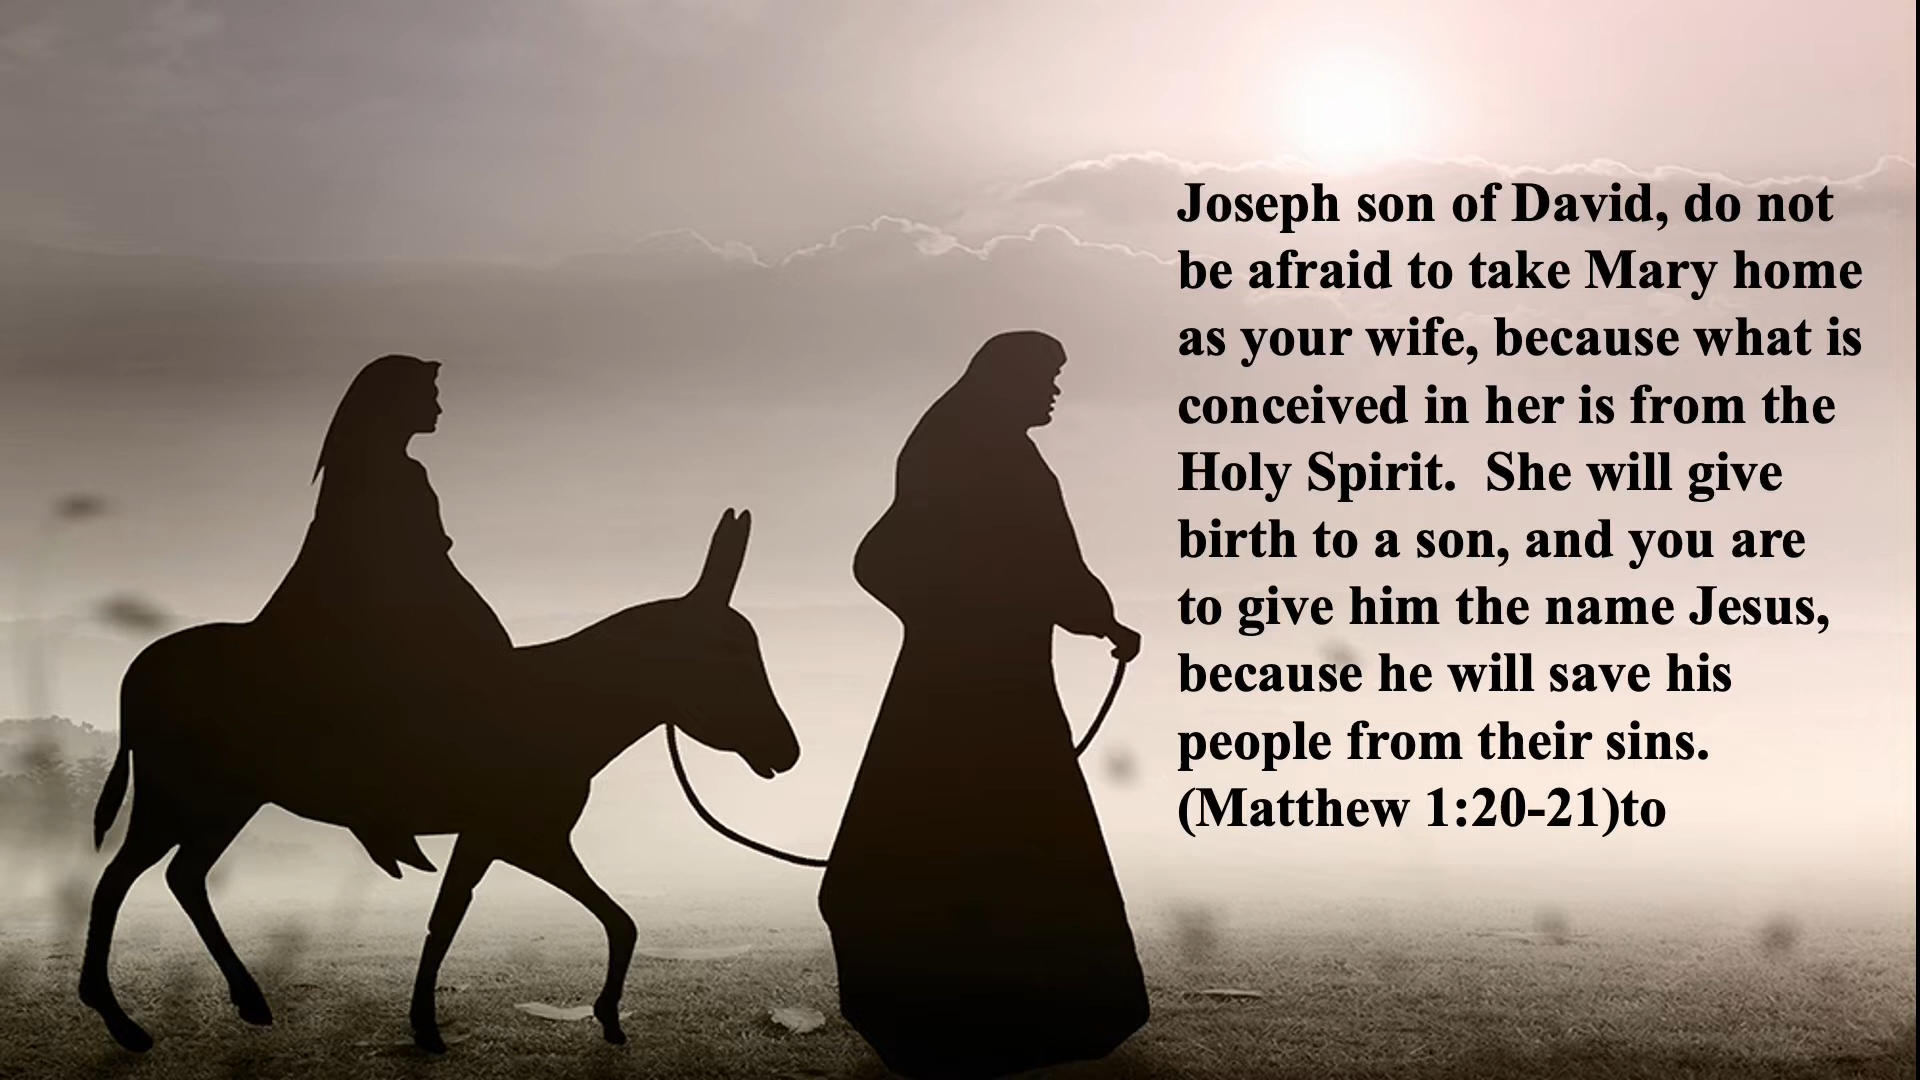 Joseph son of David, do not
be afraid to take Mary home
as your wife, because what is
conceived in her is from the
Holy Spirit.  She will give
birth to a son, and you are
to give him the name Jesus,
because he will save his
people from their sins.
(Matthew 1:20-21)to